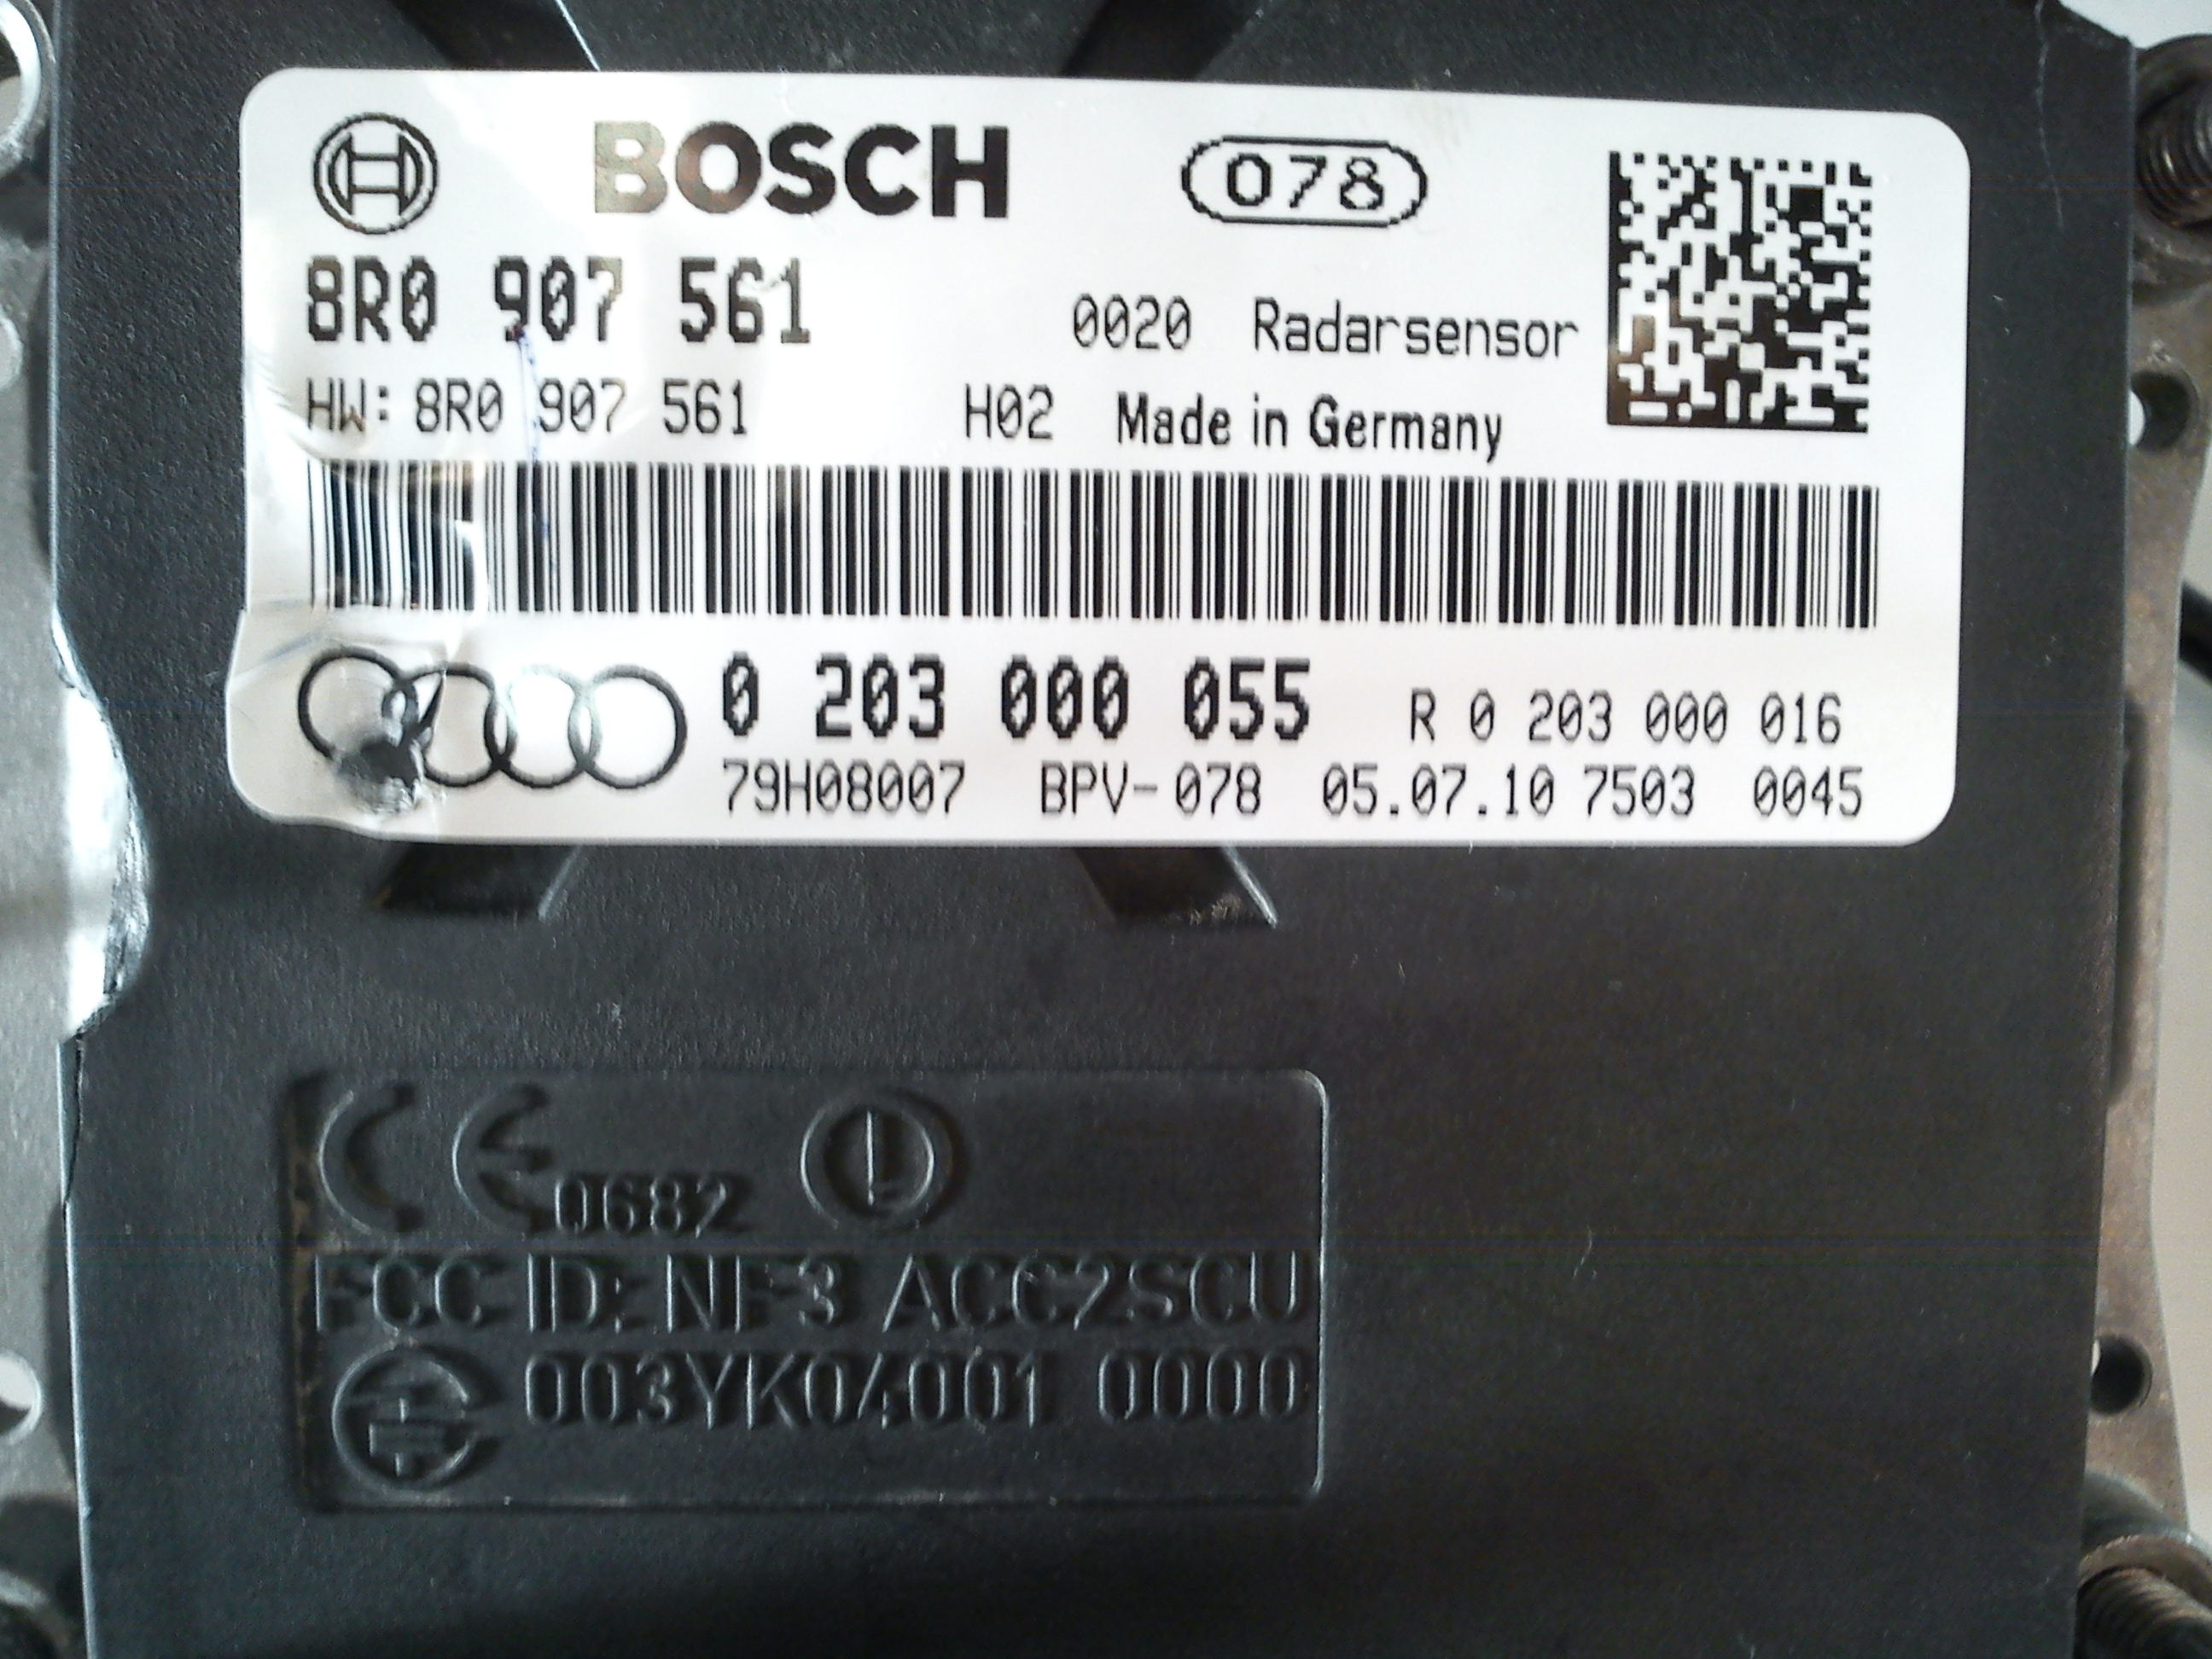 BOSCH 078
8R0 907 561 0020 Radarsensor
HW: 8R0 907 561 H02 Made in Germany
0 203 000 055 R 0 203 000 016
79H08007 BPV-078 05.07.10 7503 0045
CE 0682
FCC ID: NF3 ACC2SCU
003YK04001 0000